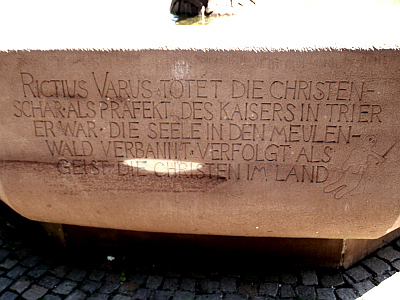 RICTIUS VARUS · TÖTET DIE CHRISTEN-
SCHAR · ALS PRÄFEKT DES KAISERS IN TRIER
ER WAR · DIE SEELE IN DEN MEULEN-
WALD VERBANNT · VERFOLGT ALS
GEIST DIE CHRISTEN IM LAND